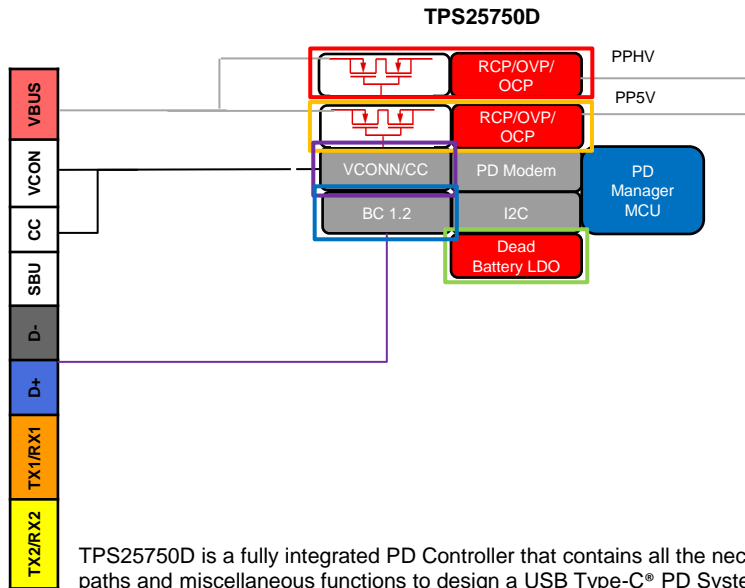 TPS25750D
PPHV
RCP/OVP/
OCP
PP5V
RCP/OVP/
OCP
VBUS
VCON
CC
SBU
D-
D+
TX1/RX1
TX2/RX2
VCONN/CC
PD Modem
PD
Manager
MCU
BC 1.2
I2C
Dead
Battery LDO
TPS25750D is a fully integrated PD Controller that contains all the nec
paths and miscellaneous functions to design a USB Type-C® PD Syste